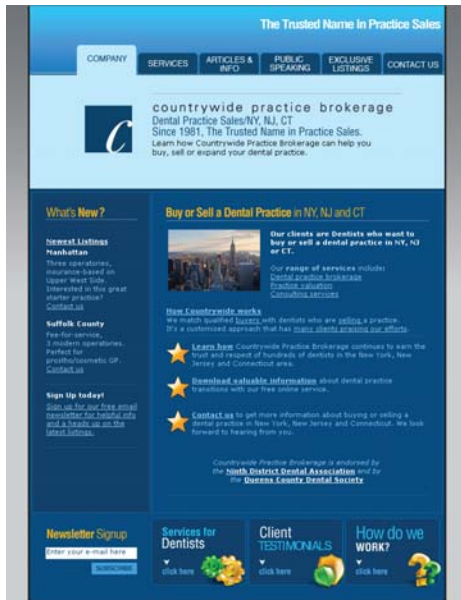 The Trusted Name in Practice Sales
COMPANY
SERVICES
ARTICLES &
INFO
PUBLIC
SPEAKING
EXCLUSIVE
LISTINGS
CONTACT US
c
countrywide practice brokerage
Dental Practice Sales/NY, NJ, CT
Since 1981, The Trusted Name in Practice Sales.
Learn how Countrywide Practice Brokerage can help you
buy, sell or expand your dental practice.
What's New?
Newest Listings
Manhattan
Three operatories,
insurance-based on
Upper West Side.
Interested in this great
starter practice?
Contact us
Suffolk County
Fee-for-service,
3 modern operatories.
Perfect for
prostho/cosmetic GP.
Contact us
Sign Up today!
Sign up for our free email
newsletter for helpful info
and a heads up on the
latest listings.
Buy or Sell a Dental Practice in NY, NJ and CT
Our clients are Dentists who want to
buy or sell a dental practice in NY, NJ
or CT.
Our range of services include:
Dental practice brokerage
Practice valuation
Consulting services
How Countrywide works
We match qualified buyers with dentists who are selling a practice.
It's a customized approach that has many clients praising our efforts.
Learn how Countrywide Practice Brokerage continues to earn the
trust and respect of hundreds of dentists in the New York, New
Jersey and Connecticut area.
Download valuable information about dental practice
transitions with our free online service.
Contact us to get more information about buying or selling a
dental practice in New York, New Jersey and Connecticut. We look
forward to hearing from you.
Countrywide Practice Brokerage is endorsed by
the Ninth District Dental Association and by
the Queens County Dental Society
Newsletter Signup
Enter your e-mail here
SUBSCRIBE
Services for
Dentists
click here
Client
TESTIMONIALS
click here
How do we
WORK?
click here